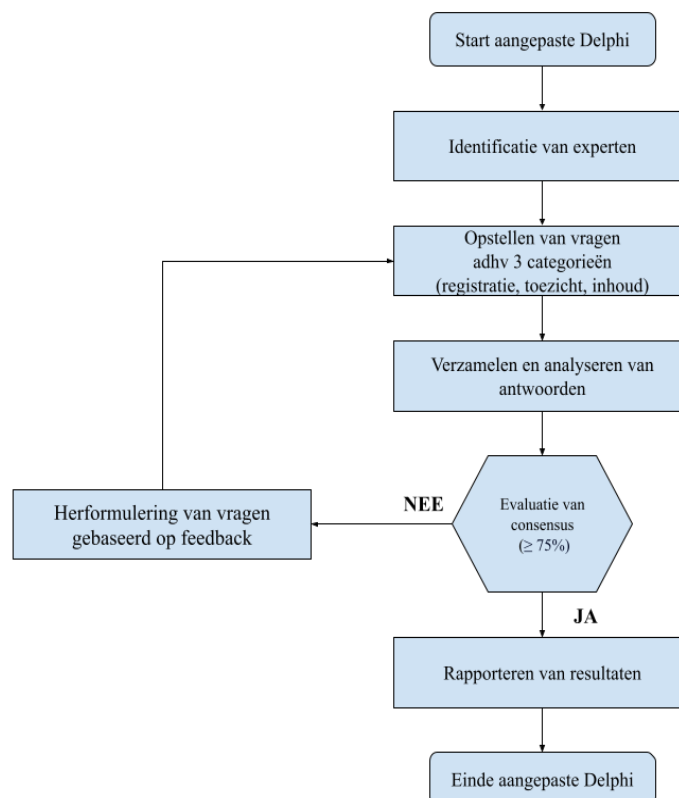 Start aangepaste Delphi
Identificatie van experten
Opstellen van vragen
adhv 3 categorieën
(registratie, toezicht, inhoud)
Verzamelen en analyseren van
antwoorden
Evaluatie van
consensus
(≥ 75%)
NEE
Herformulering van vragen
gebaseerd op feedback
JA
Rapporteren van resultaten
Einde aangepaste Delphi